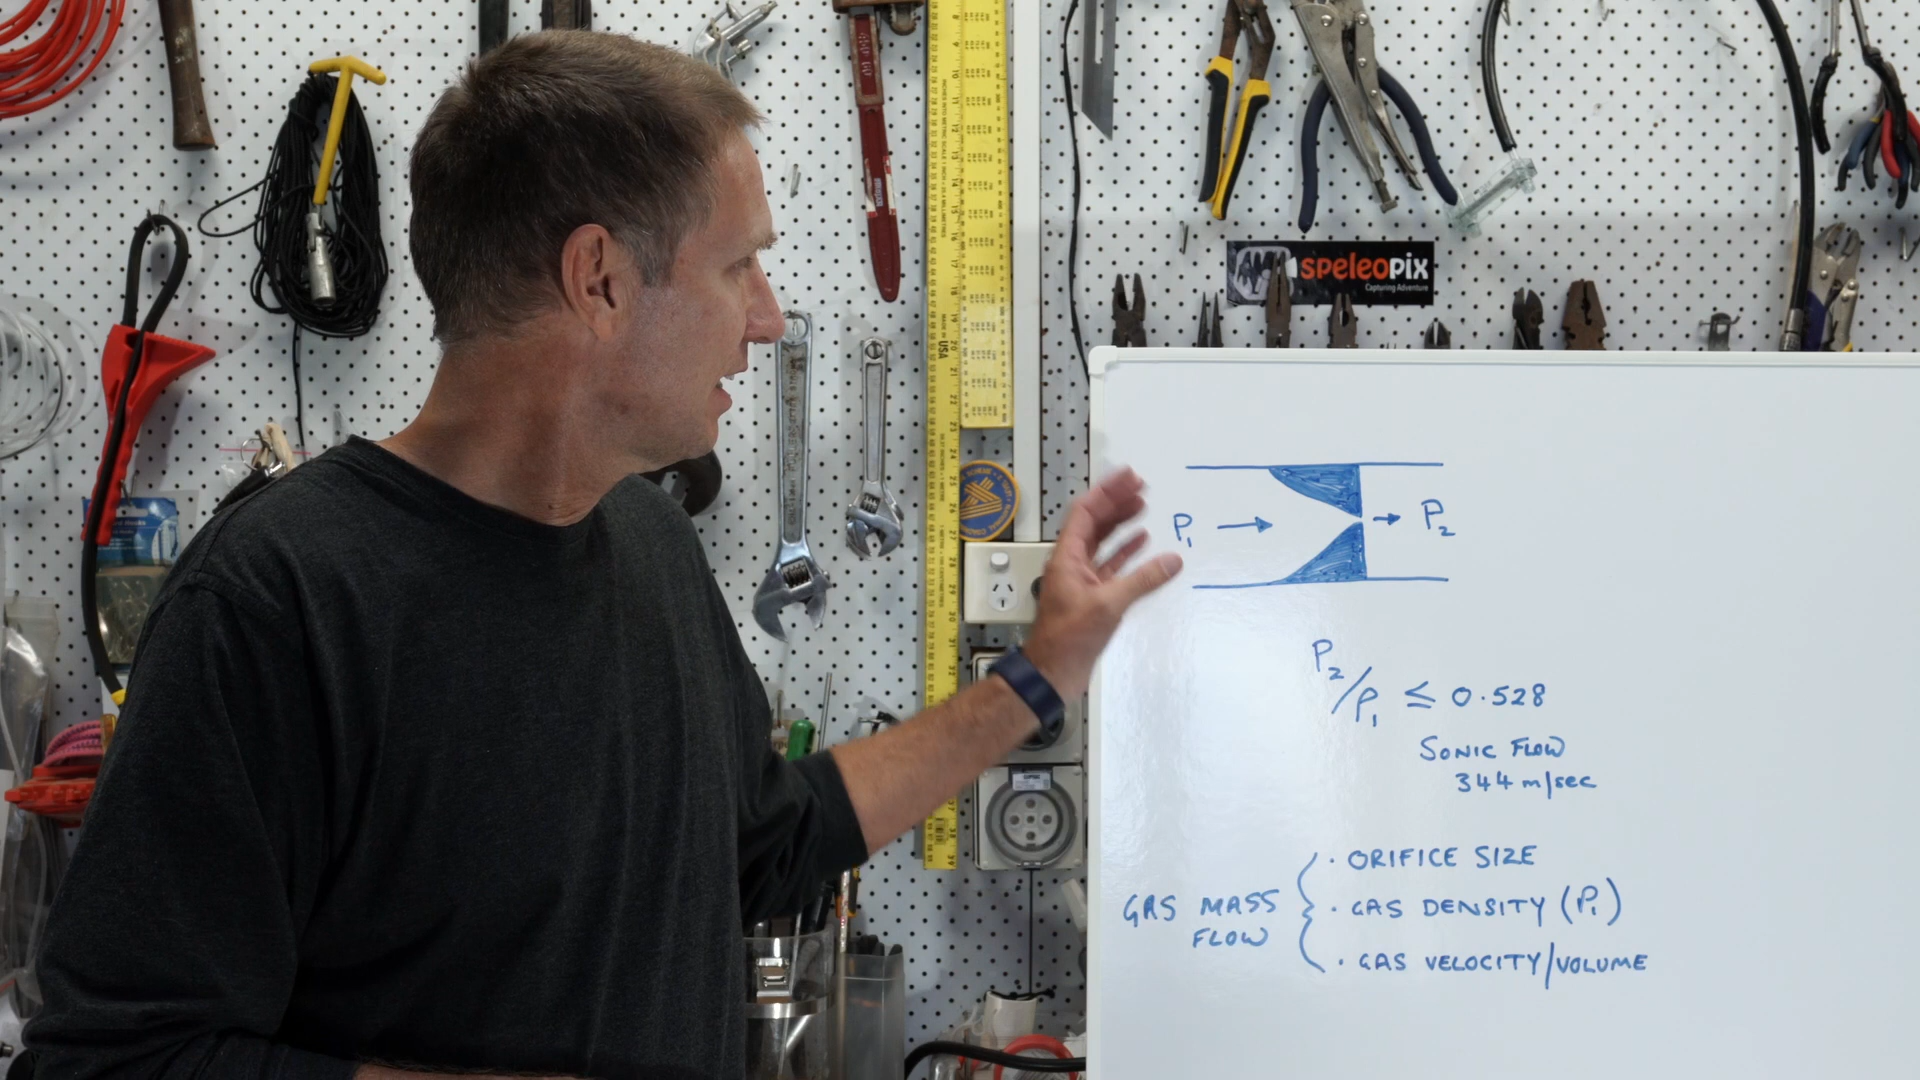 speleopix
Capturing Adventure
P₁ → → P₂
P₂/P₁ ≤ 0.528
SONIC FLOW
344 m/sec
GAS MASS
FLOW
· ORIFICE SIZE
· GAS DENSITY (P₁)
· GAS VELOCITY/VOLUME
USA